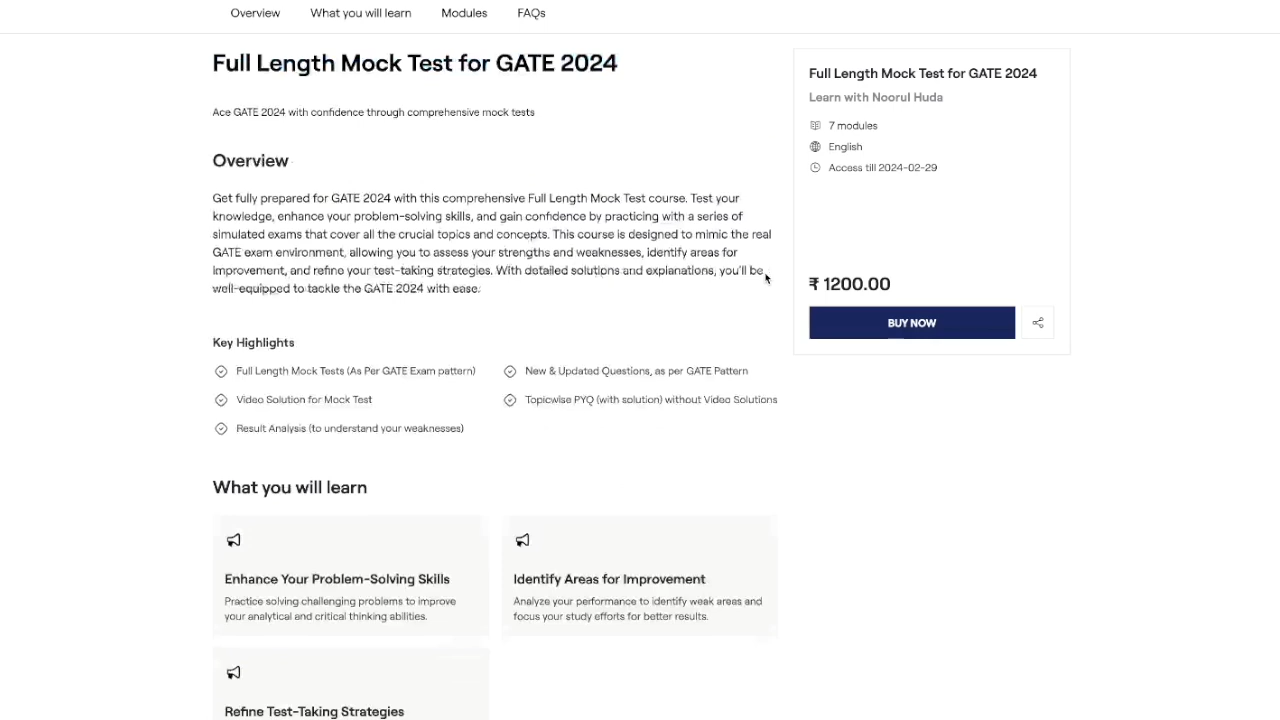 Overview What you will learn Modules FAQs
Full Length Mock Test for GATE 2024
Ace GATE 2024 with confidence through comprehensive mock tests
Overview
Get fully prepared for GATE 2024 with this comprehensive Full Length Mock Test course. Test your
knowledge, enhance your problem-solving skills, and gain confidence by practicing with a series of
simulated exams that cover all the crucial topics and concepts. This course is designed to mimic the real
GATE exam environment, allowing you to assess your strengths and weaknesses, identify areas for
improvement, and refine your test-taking strategies. With detailed solutions and explanations, you'll be
well-equipped to tackle the GATE 2024 with ease.
Key Highlights
Full Length Mock Tests (As Per GATE Exam pattern)
New & Updated Questions, as per GATE Pattern
Video Solution for Mock Test
Topicwise PYQ (with solution) without Video Solutions
Result Analysis (to understand your weaknesses)
What you will learn
Enhance Your Problem-Solving Skills
Practice solving challenging problems to improve
your analytical and critical thinking abilities.
Identify Areas for Improvement
Analyze your performance to identify weak areas and
focus your study efforts for better results.
Refine Test-Taking Strategies
Full Length Mock Test for GATE 2024
Learn with Noorul Huda
7 modules
English
Access till 2024-02-29
₹ 1200.00
BUY NOW